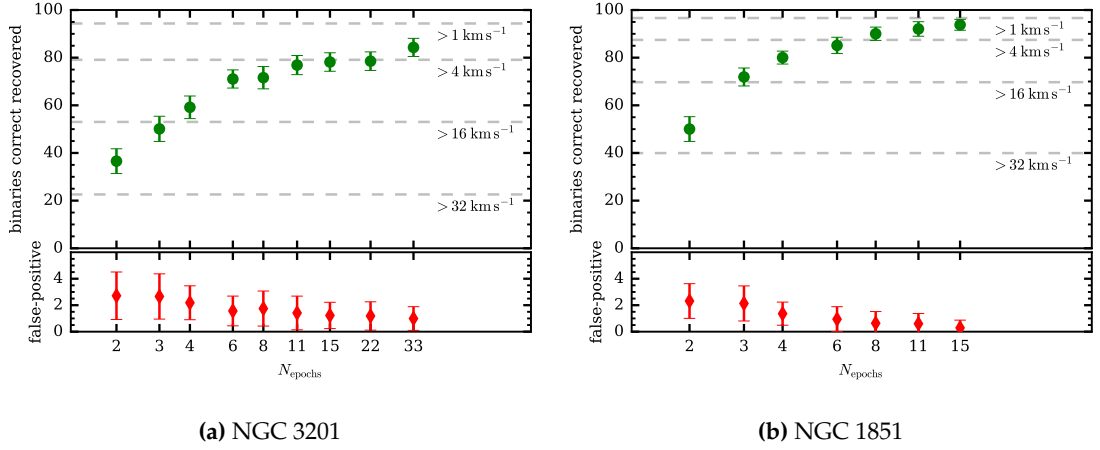 100
80
60
40
20
0
binaries correct recovered
> 1 km s⁻¹
> 4 km s⁻¹
> 16 km s⁻¹
> 32 km s⁻¹
4
2
0
false-positive
2 3 4 6 8 11 15 22 33
N_epochs
(a) NGC 3201
100
80
60
40
20
0
binaries correct recovered
> 1 km s⁻¹
> 4 km s⁻¹
> 16 km s⁻¹
> 32 km s⁻¹
4
2
0
false-positive
2 3 4 6 8 11 15
N_epochs
(b) NGC 1851